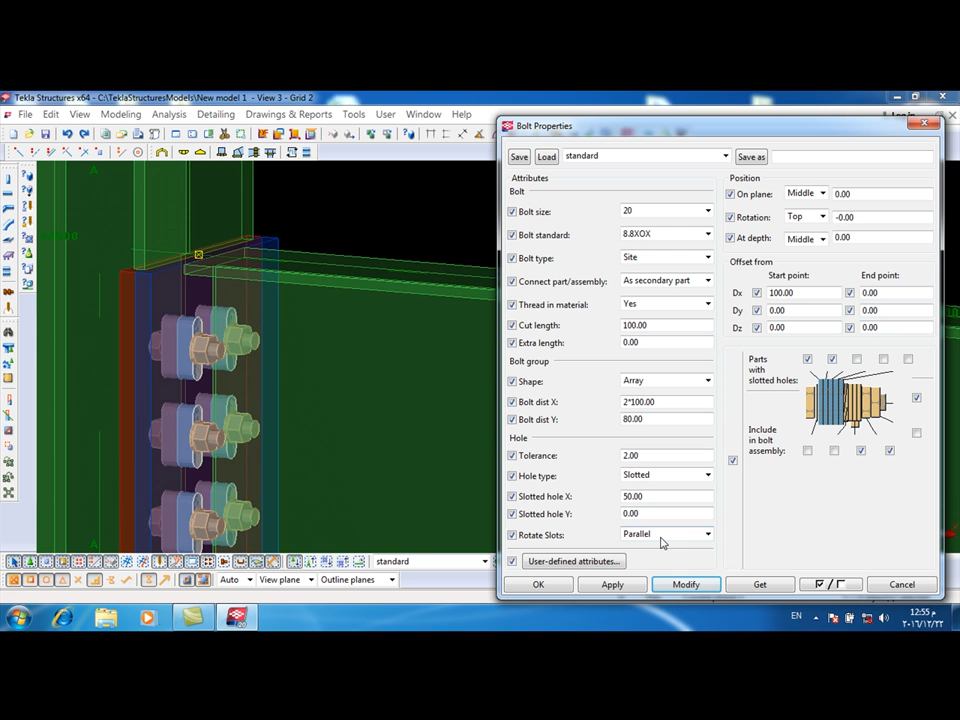 Tekla Structures x64 - C:\TeklaStructuresModels\New model 1 - View 3 - Grid 2
File Edit View Modeling Analysis Detailing Drawings & Reports Tools User Window Help
A
A
Bolt Properties
Save Load standard Save as
Attributes
Bolt
Bolt size: 20
Bolt standard: 8.8XOX
Bolt type: Site
Connect part/assembly: As secondary part
Thread in material: Yes
Cut length: 100.00
Extra length: 0.00
Bolt group
Shape: Array
Bolt dist X: 2*100.00
Bolt dist Y: 80.00
Hole
Tolerance: 2.00
Hole type: Slotted
Slotted hole X: 50.00
Slotted hole Y: 0.00
Rotate Slots: Parallel
User-defined attributes...
Position
On plane: Middle 0.00
Rotation: Top -0.00
At depth: Middle 0.00
Offset from
Start point: End point:
Dx 100.00 0.00
Dy 0.00 0.00
Dz 0.00 0.00
Parts
with
slotted holes:
Include
in bolt
assembly:
OK Apply Modify Get / Cancel
standard
Auto View plane Outline planes
20
EN
12:55 م
٢٠١٦/١٢/٢٢